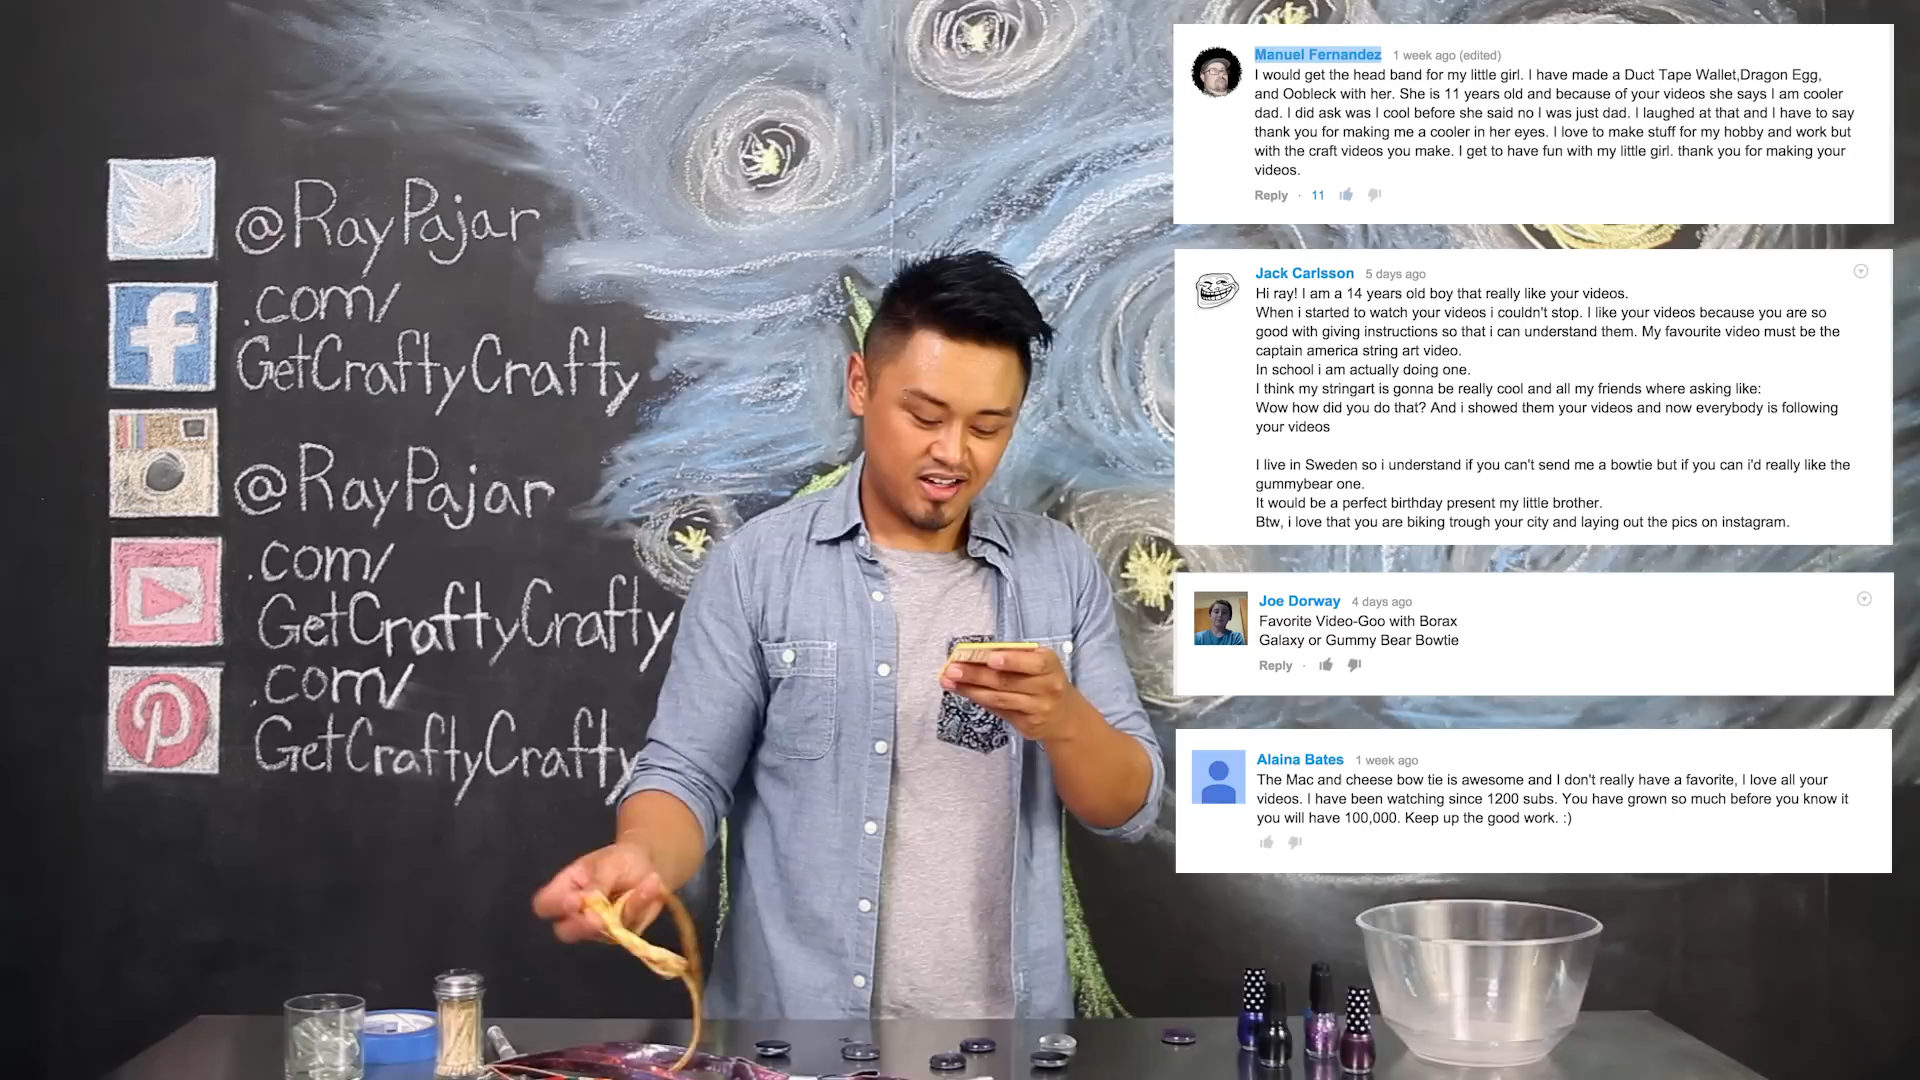 @RayPajar
.com/
GetCraftyCrafty
@RayPajar
.com/
GetCraftyCrafty
.com/
GetCraftyCrafty
Manuel Fernandez 1 week ago (edited)
I would get the head band for my little girl. I have made a Duct Tape Wallet,Dragon Egg,
and Oobleck with her. She is 11 years old and because of your videos she says I am cooler
dad. I did ask was I cool before she said no I was just dad. I laughed at that and I have to say
thank you for making me a cooler in her eyes. I love to make stuff for my hobby and work but
with the craft videos you make. I get to have fun with my little girl. thank you for making your
videos.
Reply · 11
Jack Carlsson 5 days ago
Hi ray! I am a 14 years old boy that really like your videos.
When i started to watch your videos i couldn't stop. I like your videos because you are so
good with giving instructions so that i can understand them. My favourite video must be the
captain america string art video.
In school i am actually doing one.
I think my stringart is gonna be really cool and all my friends where asking like:
Wow how did you do that? And i showed them your videos and now everybody is following
your videos
I live in Sweden so i understand if you can't send me a bowtie but if you can i'd really like the
gummybear one.
It would be a perfect birthday present my little brother.
Btw, i love that you are biking trough your city and laying out the pics on instagram.
Joe Dorway 4 days ago
Favorite Video-Goo with Borax
Galaxy or Gummy Bear Bowtie
Reply ·
Alaina Bates 1 week ago
The Mac and cheese bow tie is awesome and I don't really have a favorite, I love all your
videos. I have been watching since 1200 subs. You have grown so much before you know it
you will have 100,000. Keep up the good work. :)